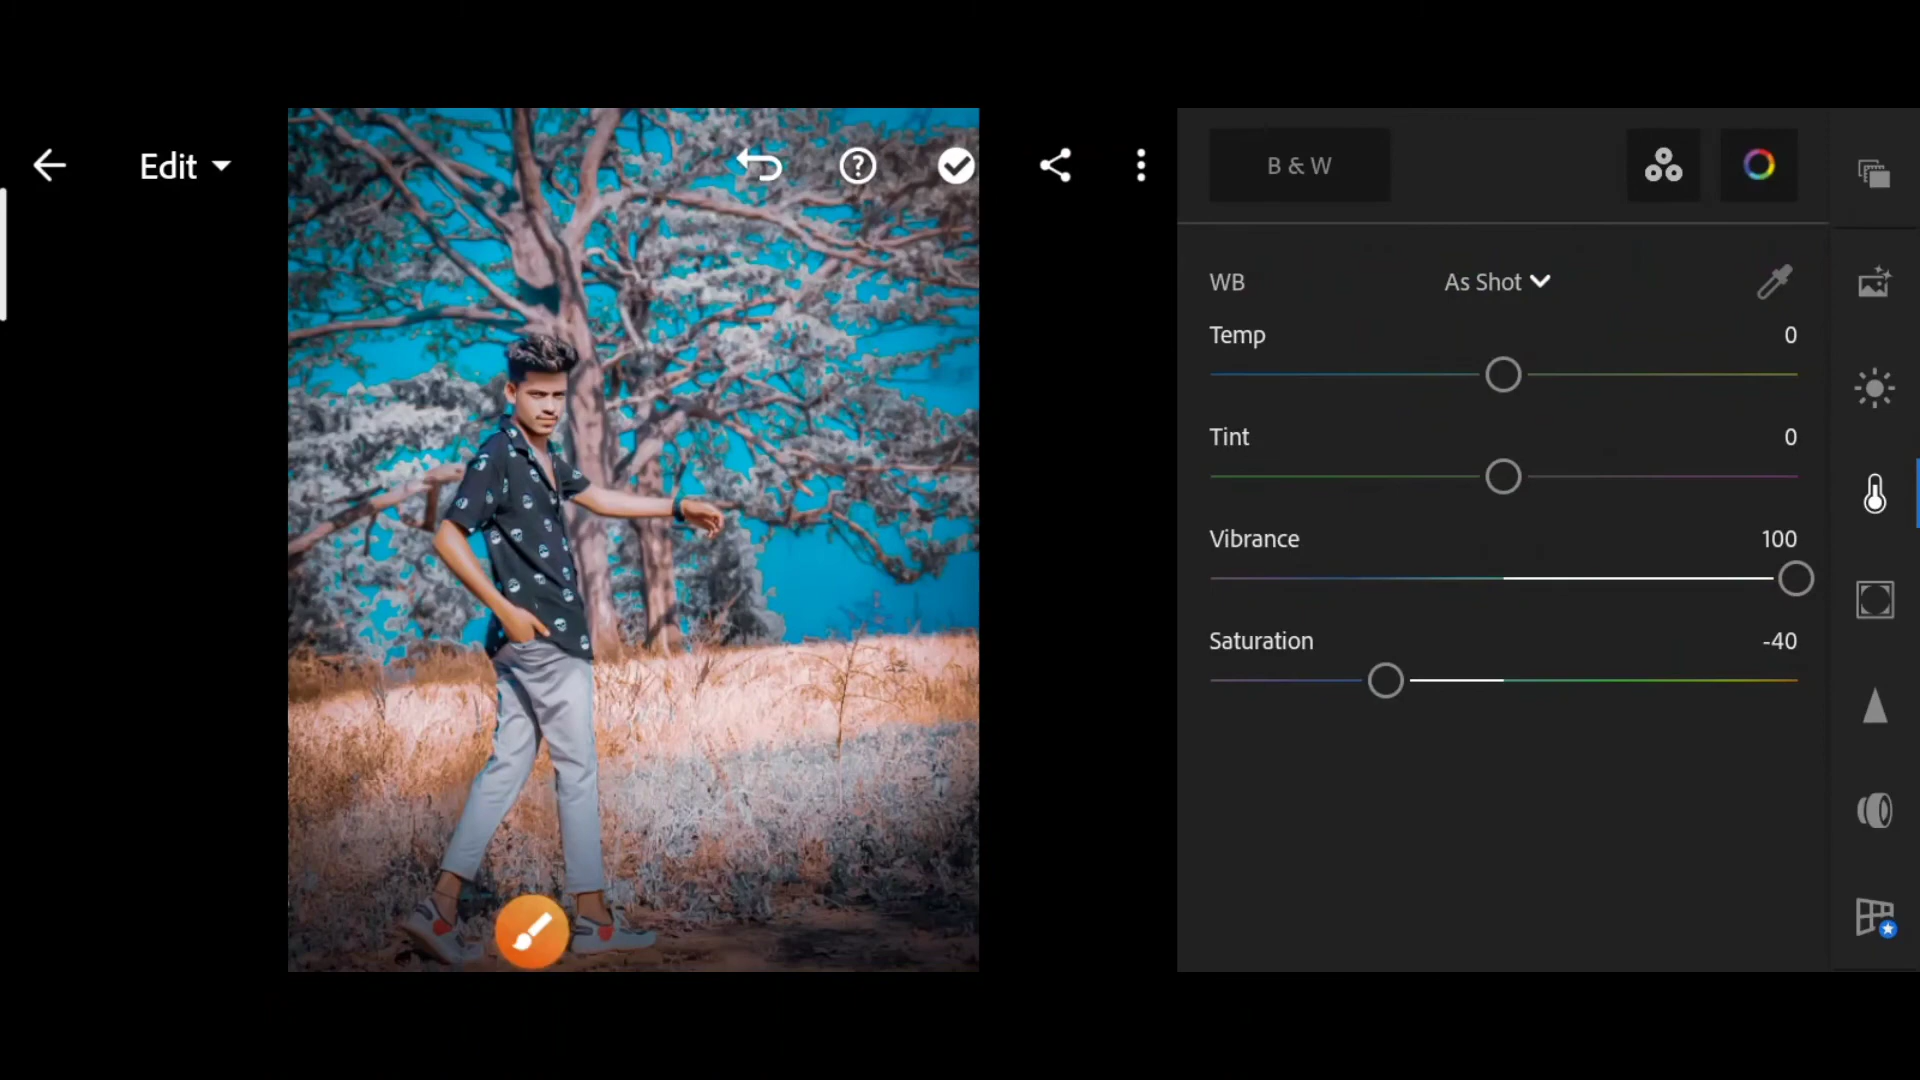 Edit
B & W
WB As Shot
Temp 0
Tint 0
Vibrance 100
Saturation -40